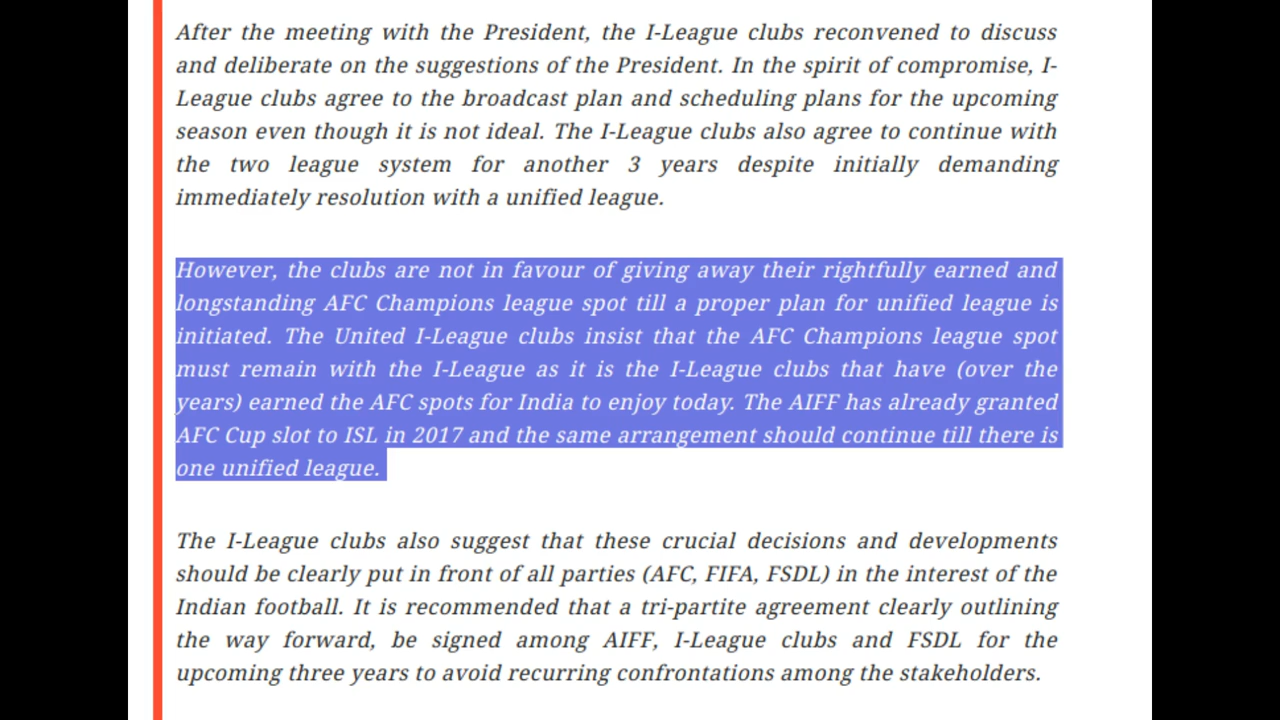 After the meeting with the President, the I-League clubs reconvened to discuss
and deliberate on the suggestions of the President. In the spirit of compromise, I-
League clubs agree to the broadcast plan and scheduling plans for the upcoming
season even though it is not ideal. The I-League clubs also agree to continue with
the two league system for another 3 years despite initially demanding
immediately resolution with a unified league.
However, the clubs are not in favour of giving away their rightfully earned and
longstanding AFC Champions league spot till a proper plan for unified league is
initiated. The United I-League clubs insist that the AFC Champions league spot
must remain with the I-League as it is the I-League clubs that have (over the
years) earned the AFC spots for India to enjoy today. The AIFF has already granted
AFC Cup slot to ISL in 2017 and the same arrangement should continue till there is
one unified league.
The I-League clubs also suggest that these crucial decisions and developments
should be clearly put in front of all parties (AFC, FIFA, FSDL) in the interest of the
Indian football. It is recommended that a tri-partite agreement clearly outlining
the way forward, be signed among AIFF, I-League clubs and FSDL for the
upcoming three years to avoid recurring confrontations among the stakeholders.